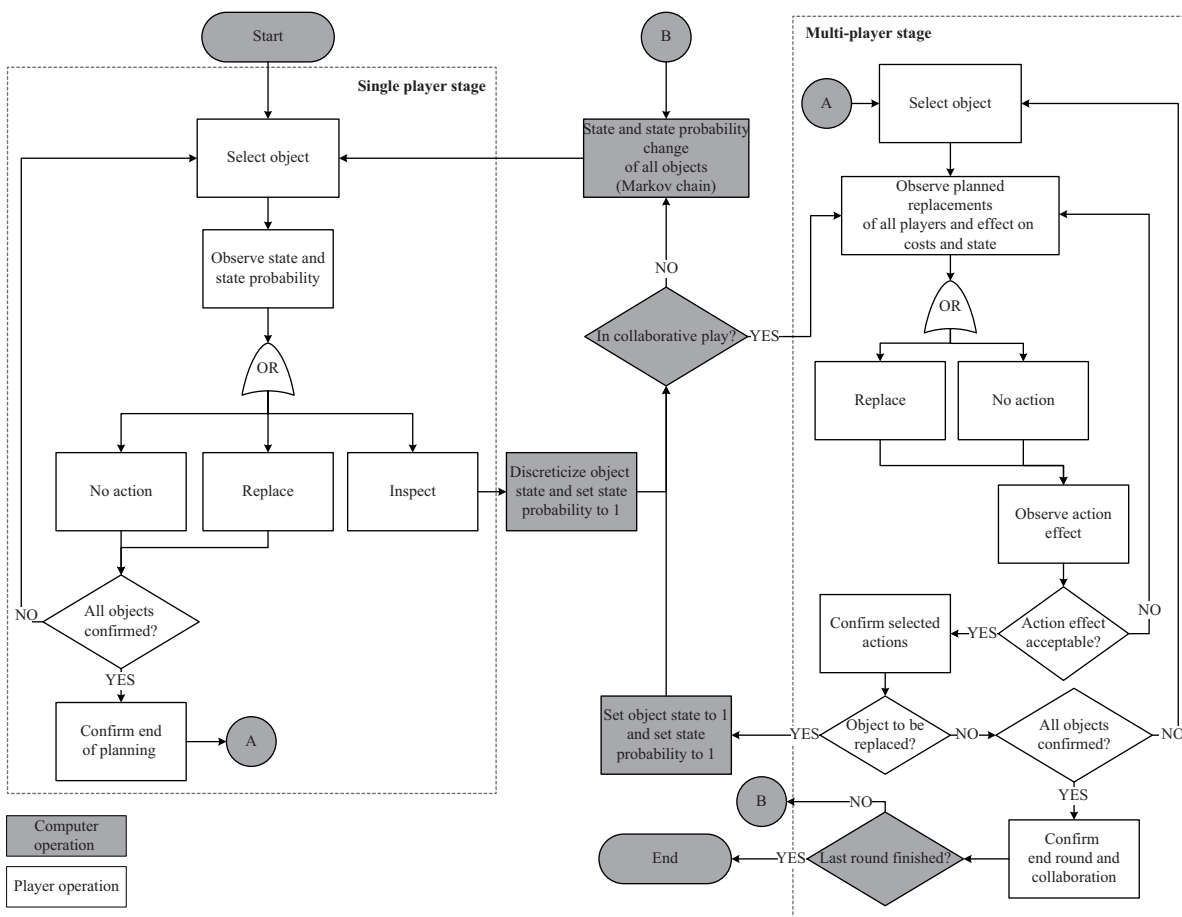 Start
B
Multi-player stage
Single player stage
A
Select object
State and state probability
change
of all objects
(Markov chain)
Select object
Observe planned
replacements
of all players and effect on
costs and state
Observe state and
state probability
NO
OR
In collaborative play?
YES
OR
Replace
No action
No action
Replace
Inspect
Discreticize object
state and set state
probability to 1
Observe action
effect
NO
All objects
confirmed?
YES
Confirm selected
actions
YES
Action effect
acceptable?
NO
Confirm end
of planning
A
Set object state to 1
and set state
probability to 1
YES
Object to be
replaced?
NO
All objects
confirmed?
NO
YES
B
NO
Computer
operation
Player operation
End
YES
Last round finished?
Confirm
end round and
collaboration